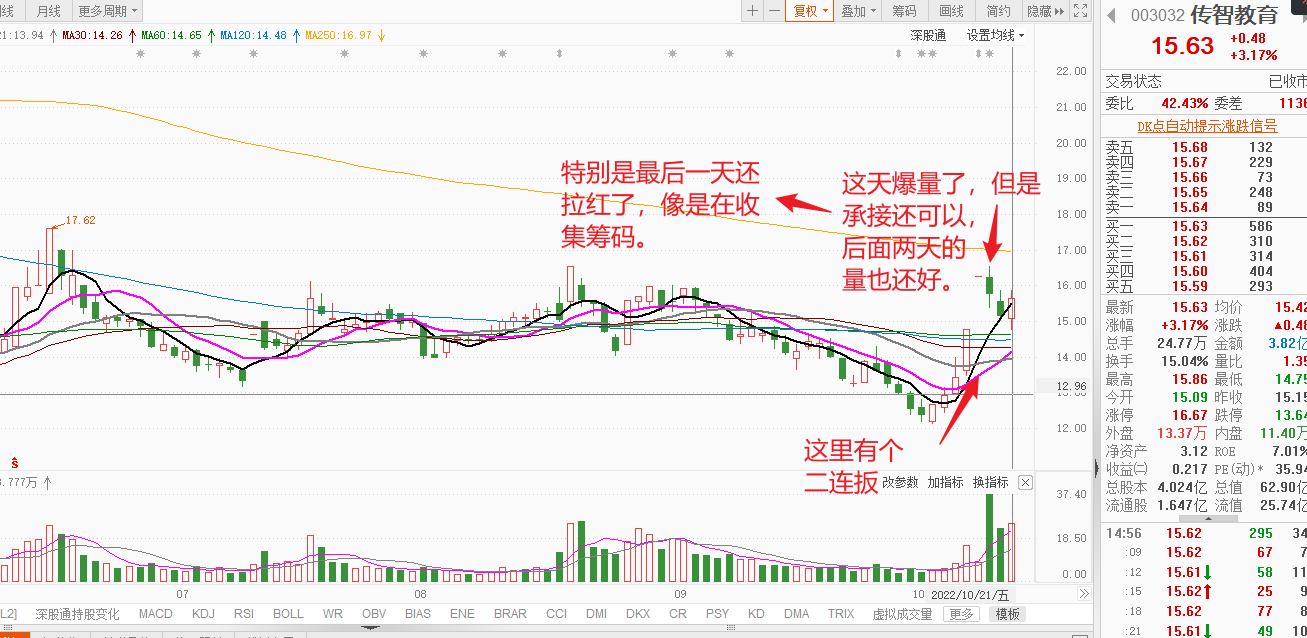 线 月线 更多周期 复权 叠加 筹码 画线 简约 隐藏
21:13.94 MA30:14.26 MA60:14.65 MA120:14.48 MA250:16.97
深股通 设置均线
22.00
21.00
20.00
19.00
18.00
17.00
16.00
15.00
14.00
12.96
12.00
17.62
特别是最后一天还
拉红了，像是在收
集筹码。
这天爆量了，但是
承接还可以，
后面两天的
量也还好。
这里有个
二连扳
S
.777万
改参数 加指标 换指标
37.40
18.50
0.00
07 08 09 10 2022/10/21/五
L2] 深股通持股变化 MACD KDJ RSI BOLL WR OBV BIAS ENE BRAR CCI DMI DKX CR PSY KD DMA TRIX 虚拟成交量 更多 模板
003032 传智教育
15.63 +0.48
+3.17%
交易状态 已收市
委比 42.43% 委差 1136
DK点自动提示涨跌信号
卖五 15.68 132
卖四 15.67 229
卖三 15.66 73
卖二 15.65 248
卖一 15.64 89
买一 15.63 586
买二 15.62 310
买三 15.61 314
买四 15.60 404
买五 15.59 293
最新 15.63 均价 15.42
涨幅 +3.17% 涨跌 ▲0.48
总手 24.77万 金额 3.82亿
换手 15.04% 量比 1.35
最高 15.86 最低 14.75
今开 15.09 昨收 15.15
涨停 16.67 跌停 13.64
外盘 13.37万 内盘 11.40万
净资产 3.12 ROE 7.01%
收益㈡ 0.217 PE(动)* 35.94
总股本 4.024亿 总值 62.90亿
流通股 1.647亿 流值 25.74亿
14:56 15.62 295 34
:09 15.62 67 7
:12 15.61 58 11
:15 15.62 25 9
:18 15.62 77 8
:21 15.61 49 10